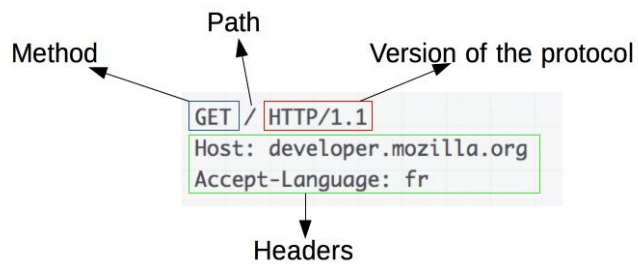 Path
Method
Version of the protocol
GET / HTTP/1.1
Host: developer.mozilla.org
Accept-Language: fr
Headers